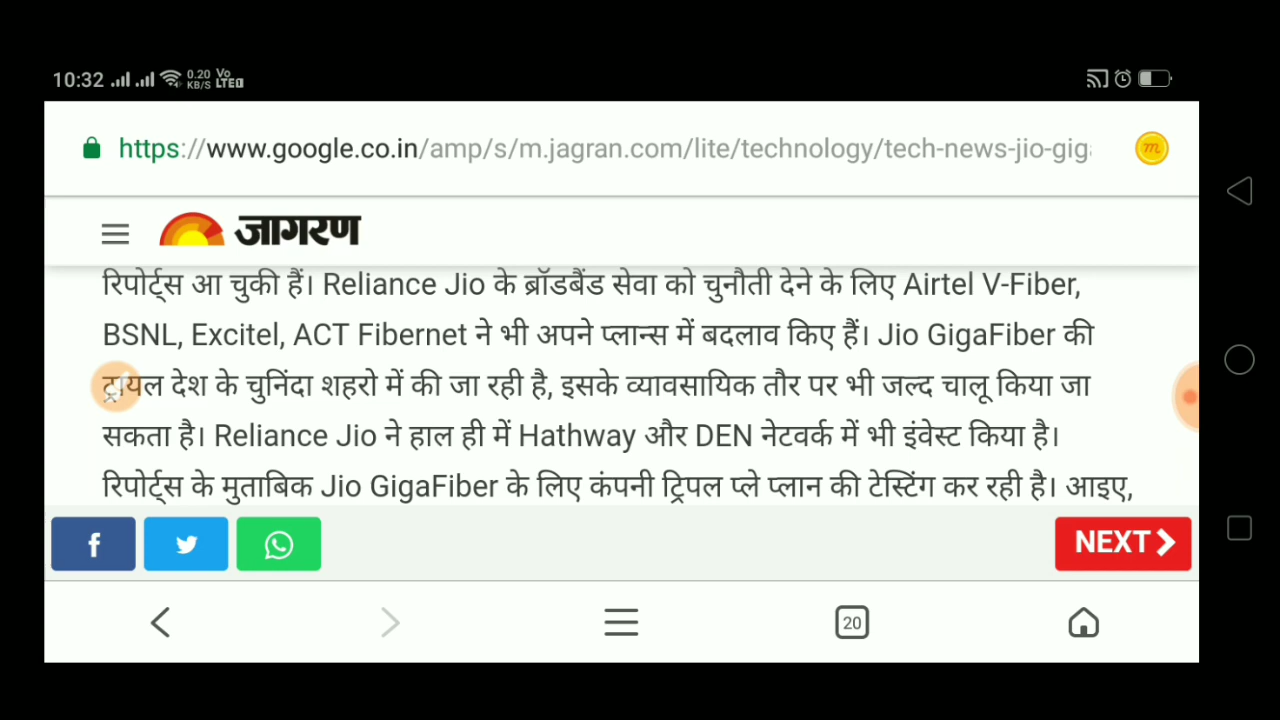 10:32 0.20 KB/S Vo LTE
https://www.google.co.in/amp/s/m.jagran.com/lite/technology/tech-news-jio-gig
जागरण
रिपोर्ट्स आ चुकी हैं। Reliance Jio के ब्रॉडबैंड सेवा को चुनौती देने के लिए Airtel V-Fiber,
BSNL, Excitel, ACT Fibernet ने भी अपने प्लान्स में बदलाव किए हैं। Jio GigaFiber की
ट्रायल देश के चुनिंदा शहरो में की जा रही है, इसके व्यावसायिक तौर पर भी जल्द चालू किया जा
सकता है। Reliance Jio ने हाल ही में Hathway और DEN नेटवर्क में भी इंवेस्ट किया है।
रिपोर्ट्स के मुताबिक Jio GigaFiber के लिए कंपनी ट्रिपल प्ले प्लान की टेस्टिंग कर रही है। आइए,
NEXT
20